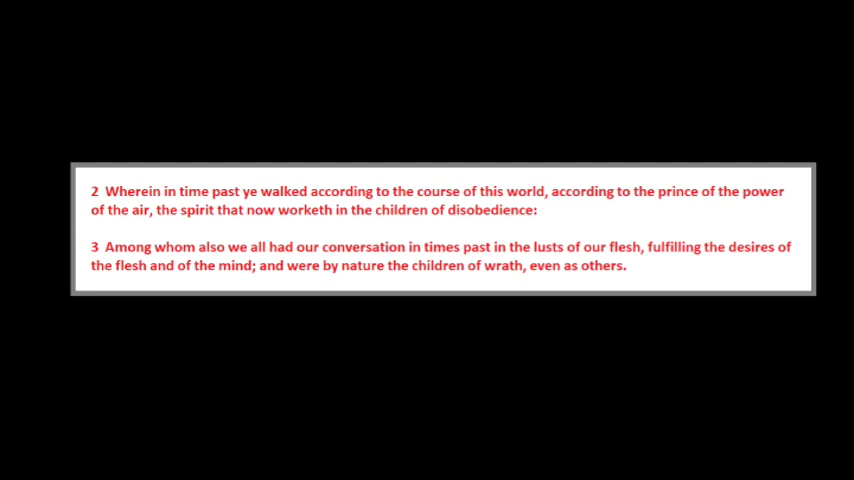 2 Wherein in time past ye walked according to the course of this world, according to the prince of the power
of the air, the spirit that now worketh in the children of disobedience:
3 Among whom also we all had our conversation in times past in the lusts of our flesh, fulfilling the desires of
the flesh and of the mind; and were by nature the children of wrath, even as others.